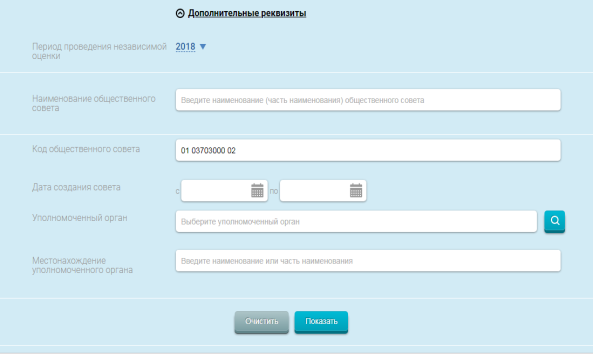 Дополнительные реквизиты
Период проведения независимой
оценки
2018
Наименование общественного
совета
Введите наименование (часть наименования) общественного совета
Код общественного совета
01 03703000 02
Дата создания совета
с
по
Уполномоченный орган
Выберите уполномоченный орган
Местонахождение
уполномоченного органа
Введите наименование или часть наименования
Очистить
Показать